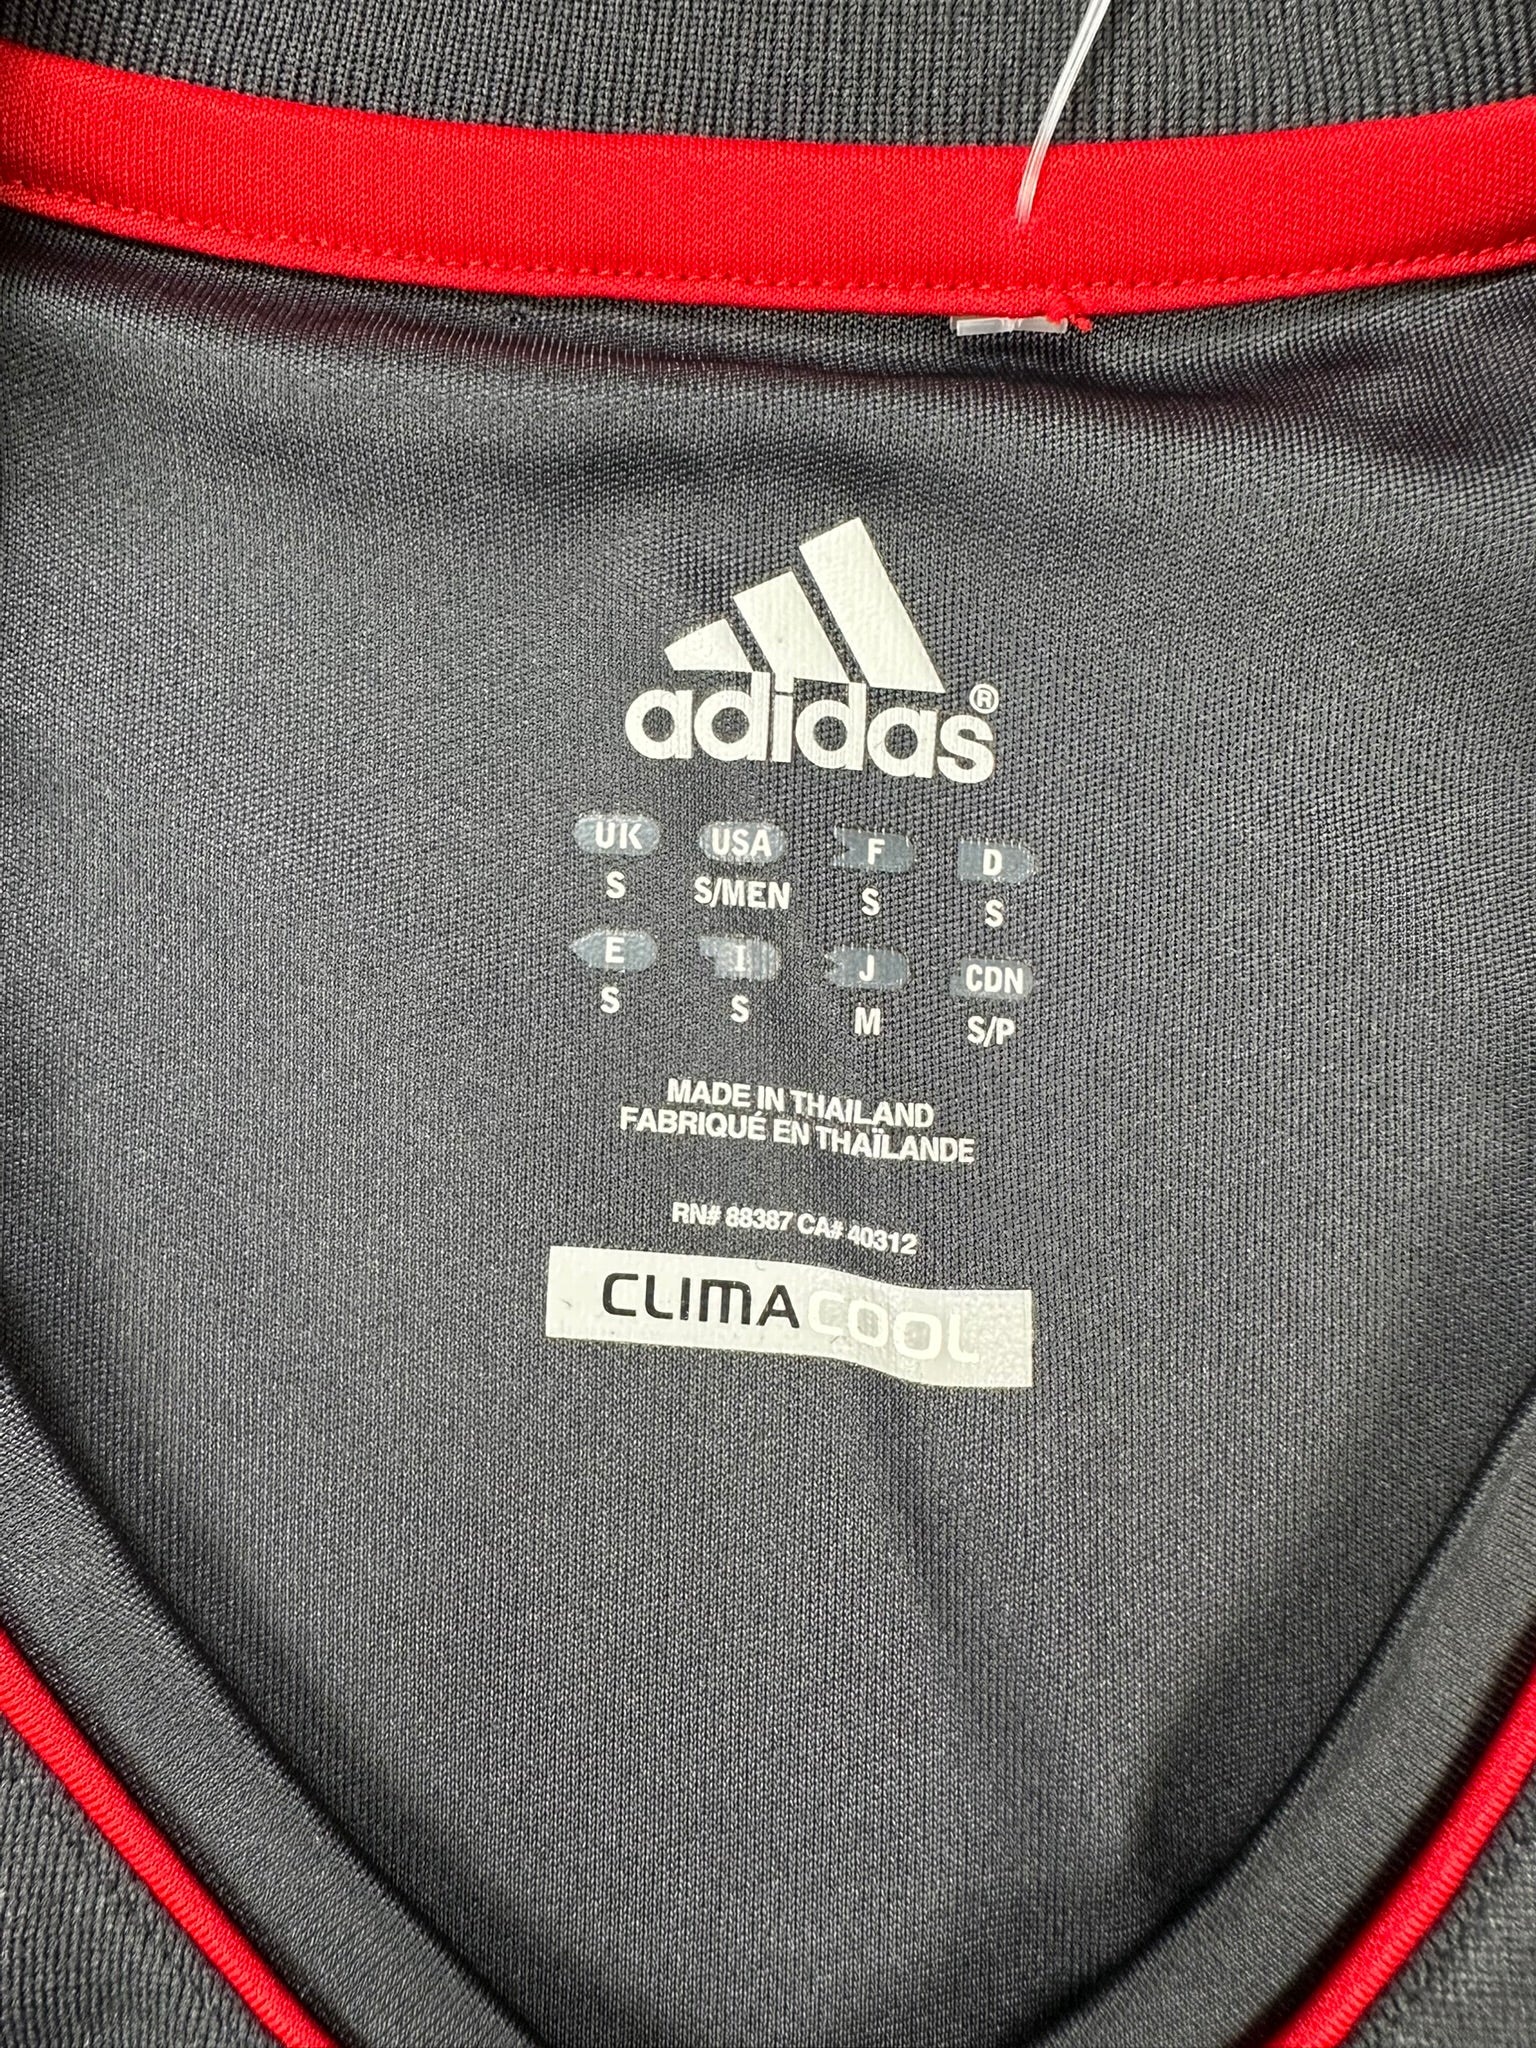 adidas®
UK USA F D
S S/MEN S S
E I J CDN
S S M S/P
MADE IN THAILAND
FABRIQUÉ EN THAÏLANDE
RN# 88387 CA# 40312
CLIMACOOL